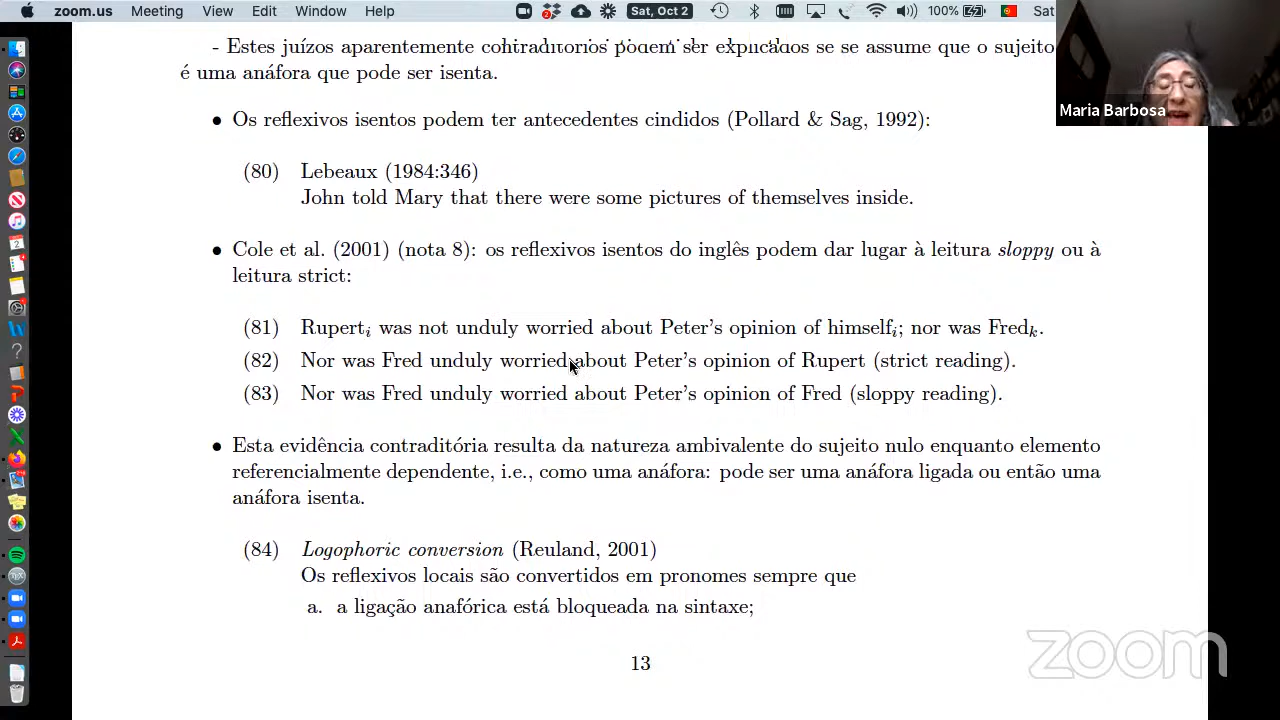 zoom.us Meeting View Edit Window Help Sat, Oct 2 100% Sat
- Estes juízos aparentemente contraditórios podem ser explicados se se assume que o sujeito
é uma anáfora que pode ser isenta.
Maria Barbosa
• Os reflexivos isentos podem ter antecedentes cindidos (Pollard & Sag, 1992):
(80) Lebeaux (1984:346)
John told Mary that there were some pictures of themselves inside.
• Cole et al. (2001) (nota 8): os reflexivos isentos do inglês podem dar lugar à leitura sloppy ou à
leitura strict:
(81) Rupert_i was not unduly worried about Peter's opinion of himself_i; nor was Fred_k.
(82) Nor was Fred unduly worried about Peter's opinion of Rupert (strict reading).
(83) Nor was Fred unduly worried about Peter's opinion of Fred (sloppy reading).
• Esta evidência contraditória resulta da natureza ambivalente do sujeito nulo enquanto elemento
referencialmente dependente, i.e., como uma anáfora: pode ser uma anáfora ligada ou então uma
anáfora isenta.
(84) Logophoric conversion (Reuland, 2001)
Os reflexivos locais são convertidos em pronomes sempre que
a. a ligação anafórica está bloqueada na sintaxe;
13
zoom